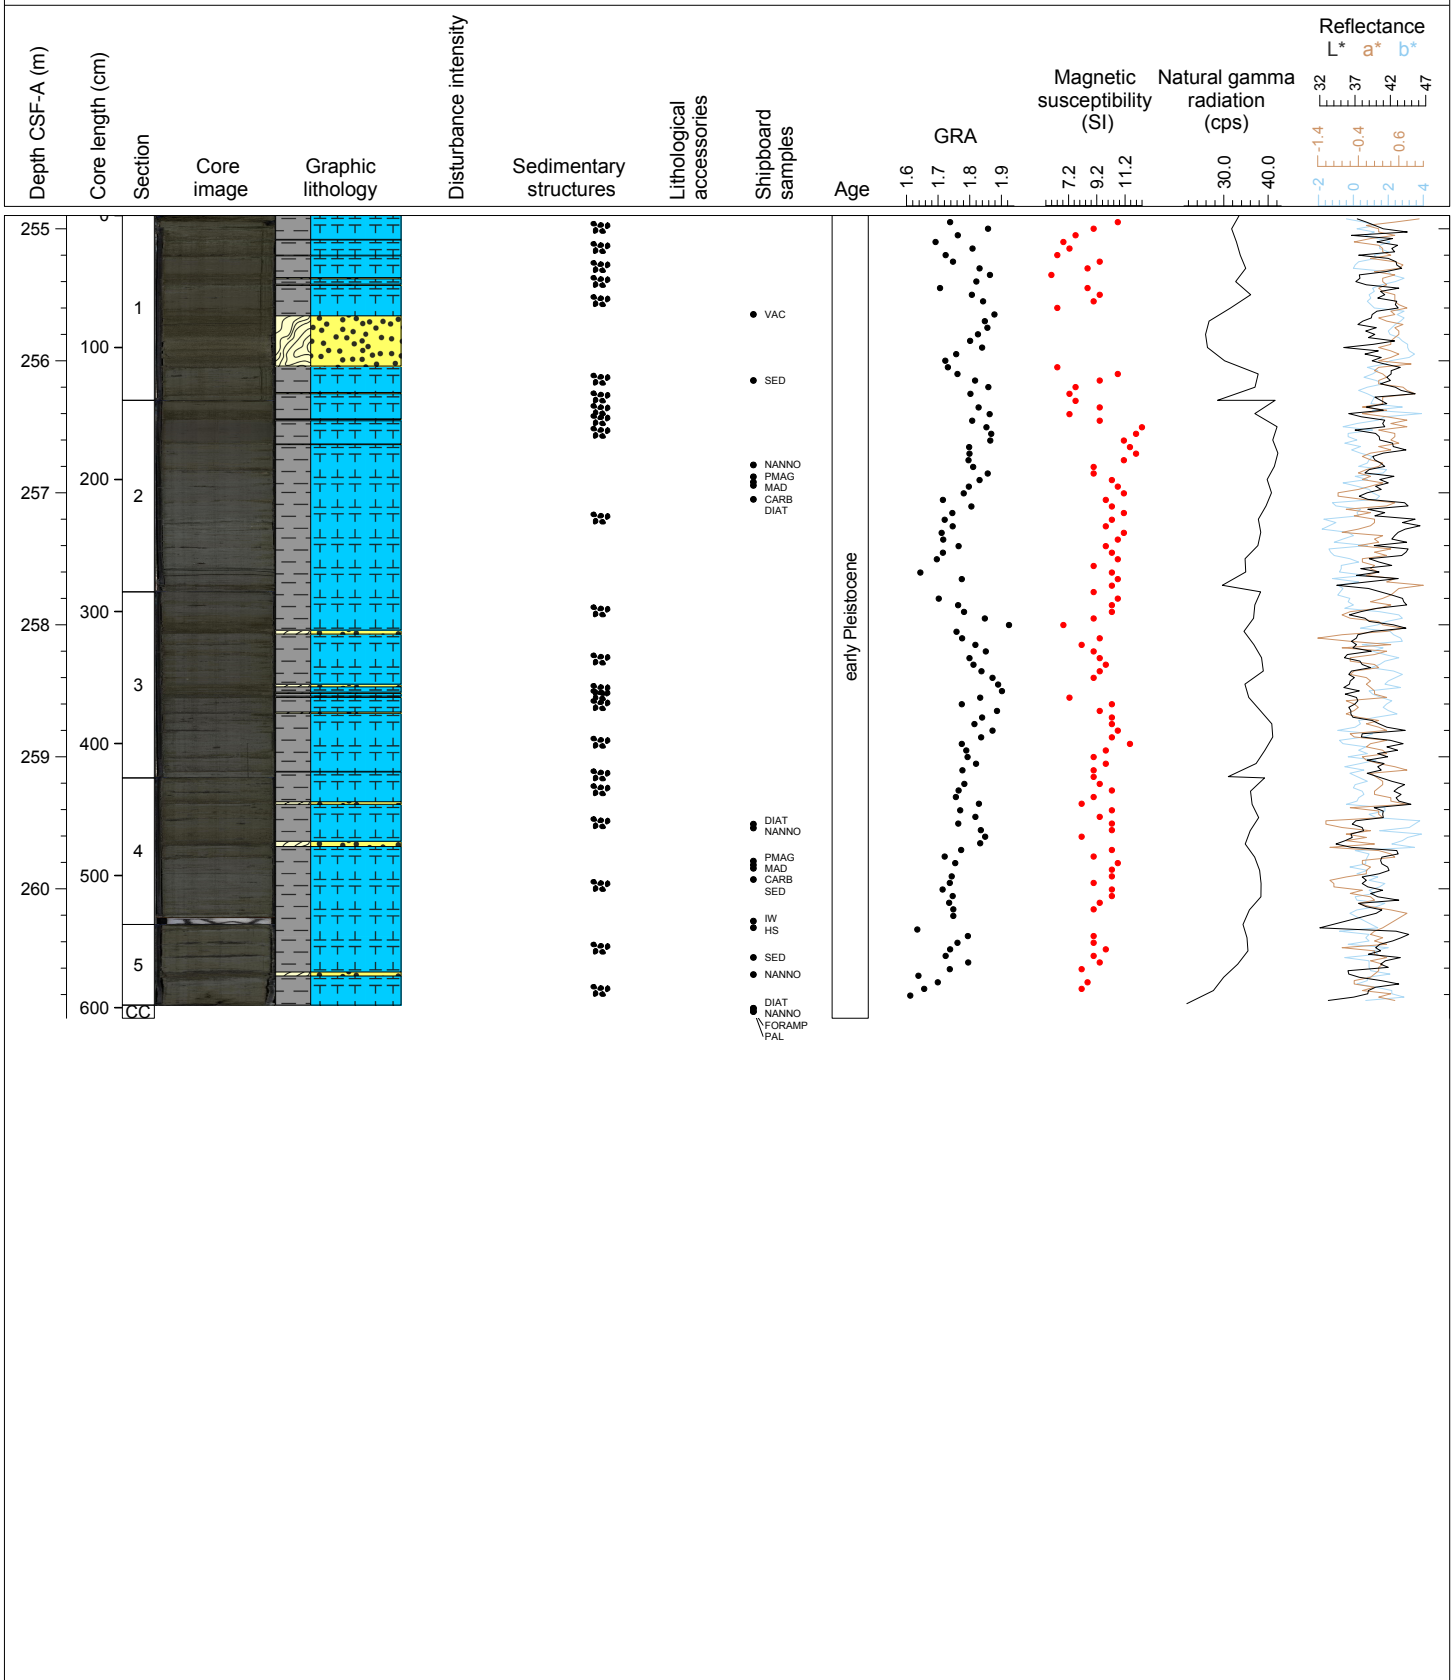 Depth CSF-A (m)
Core length (cm)
Section
Core
image
Graphic
lithology
Disturbance intensity
Sedimentary
structures
Lithological
accessories
Shipboard
samples
Age
GRA
1.6 1.7 1.8 1.9
Magnetic
susceptibility
(SI)
7.2 9.2 11.2
Natural gamma
radiation
(cps)
30.0 40.0
Reflectance
L* a* b*
32 37 42 47
-1.4 -0.4 0.6
-2 0 2 4
255
256
257
258
259
260
0
100
200
300
400
500
600
1
2
3
4
5
CC
VAC
SED
NANNO
PMAG
MAD
CARB
DIAT
DIAT
NANNO
PMAG
MAD
CARB
SED
IW
HS
SED
NANNO
DIAT
NANNO
FORAMP
PAL
early Pleistocene